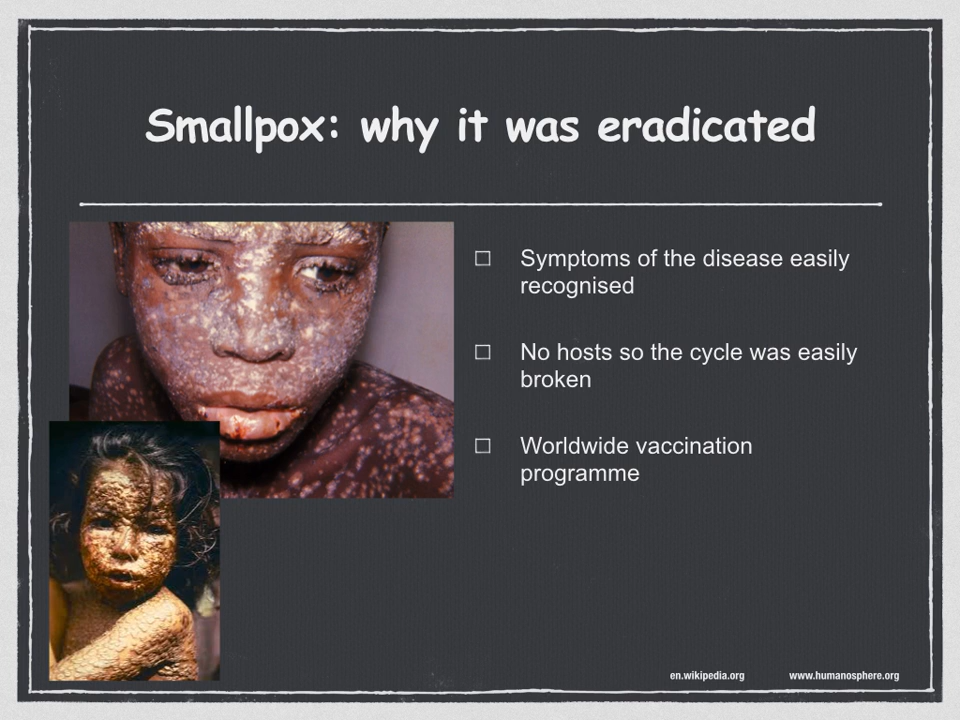 Smallpox: why it was eradicated
Symptoms of the disease easily
recognised
No hosts so the cycle was easily
broken
Worldwide vaccination
programme
en.wikipedia.org
www.humanosphere.org